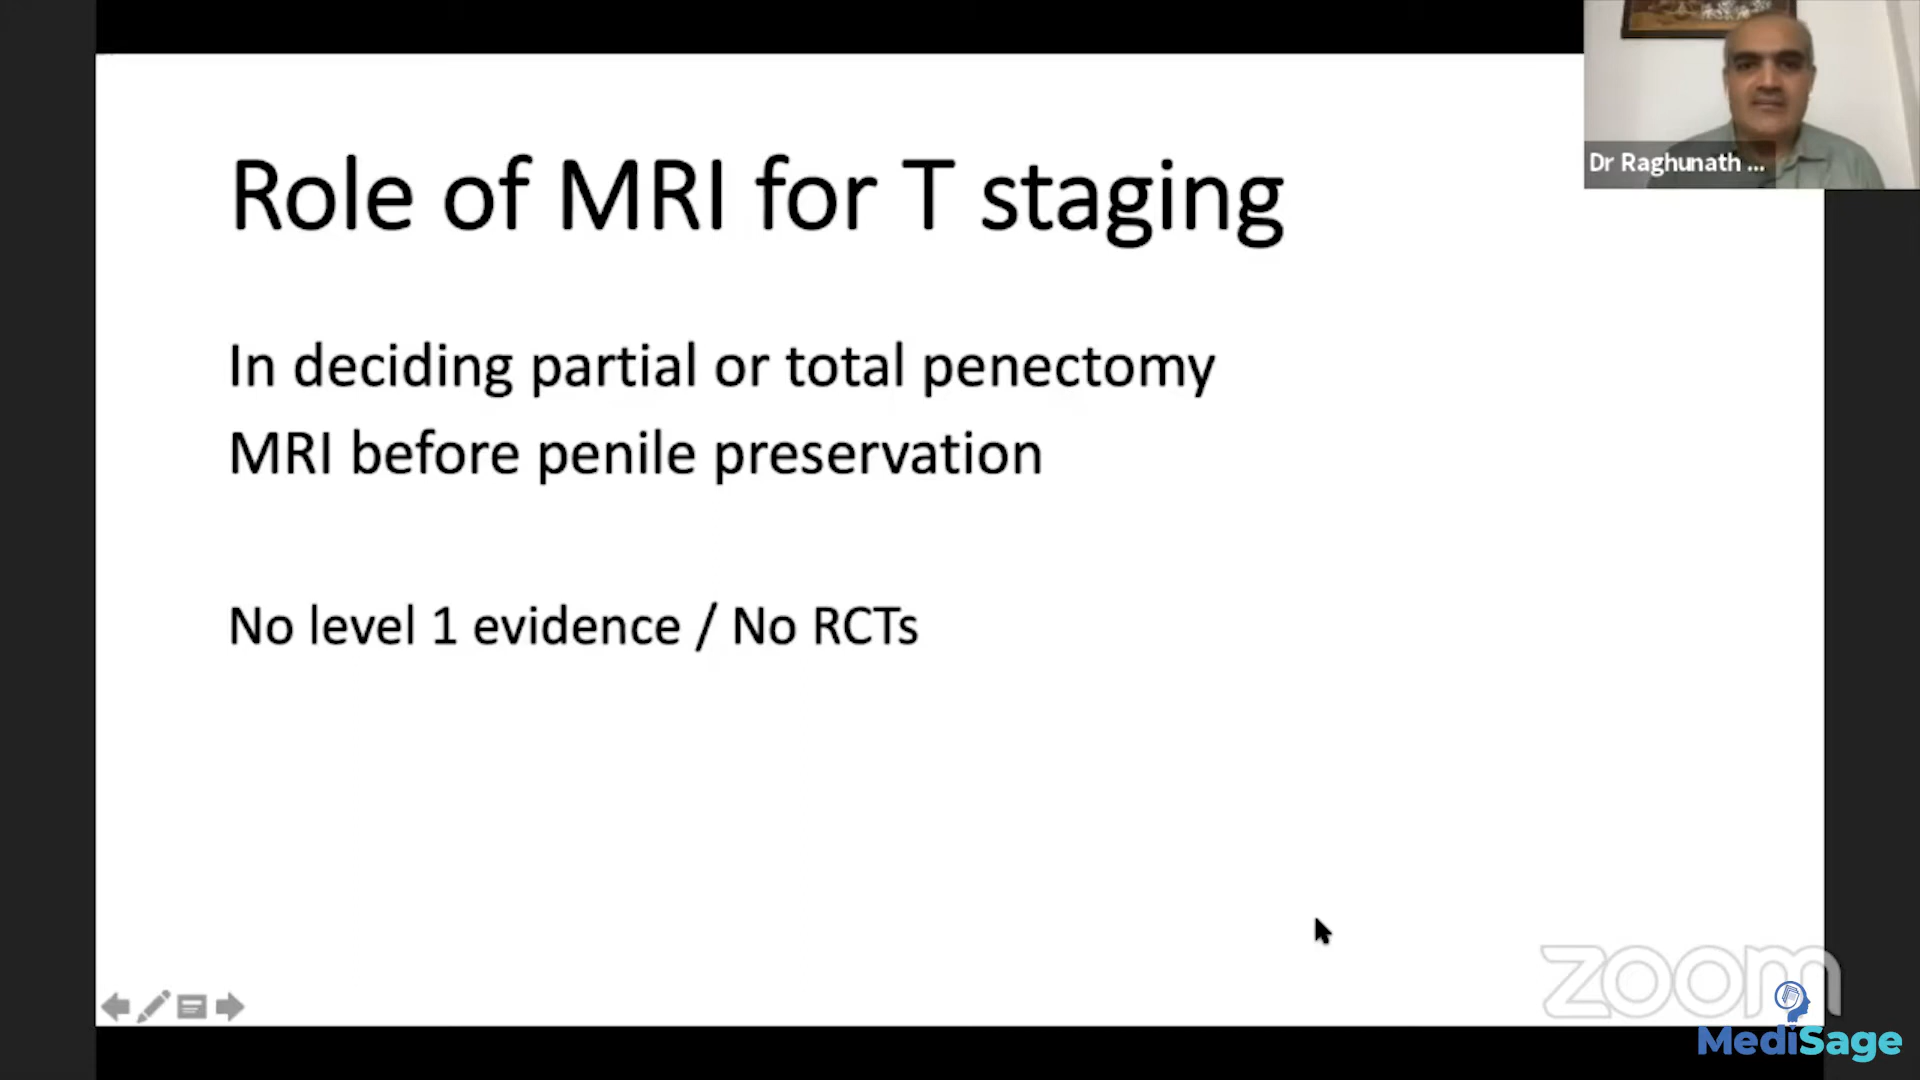 Role of MRI for T staging
In deciding partial or total penectomy
MRI before penile preservation
No level 1 evidence / No RCTs
Dr Raghunath ...
zoom
MediSage